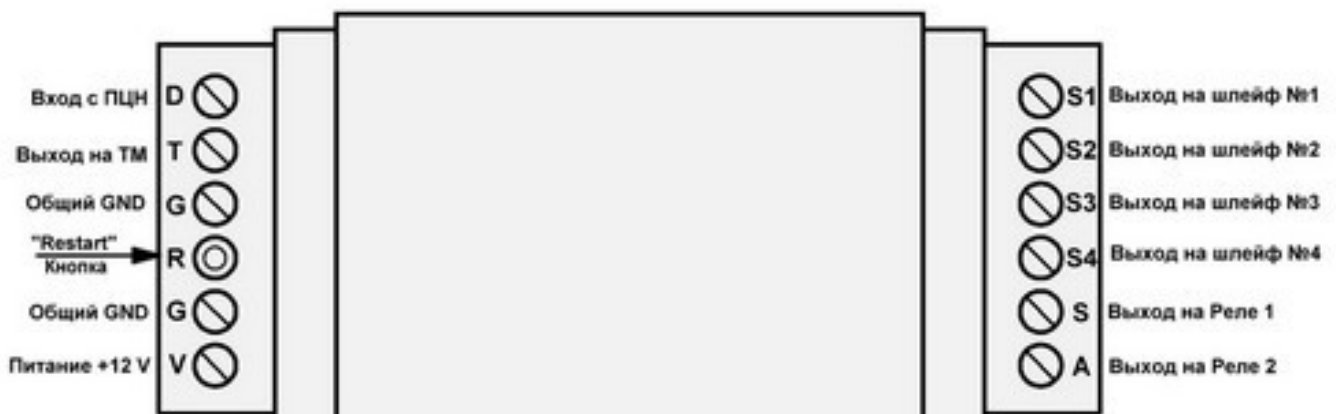 Вход с ПЦН D
Выход на ТМ T
Общий GND G
"Restart"
Кнопка R
Общий GND G
Питание +12 V V
S1 Выход на шлейф №1
S2 Выход на шлейф №2
S3 Выход на шлейф №3
S4 Выход на шлейф №4
S Выход на Реле 1
A Выход на Реле 2